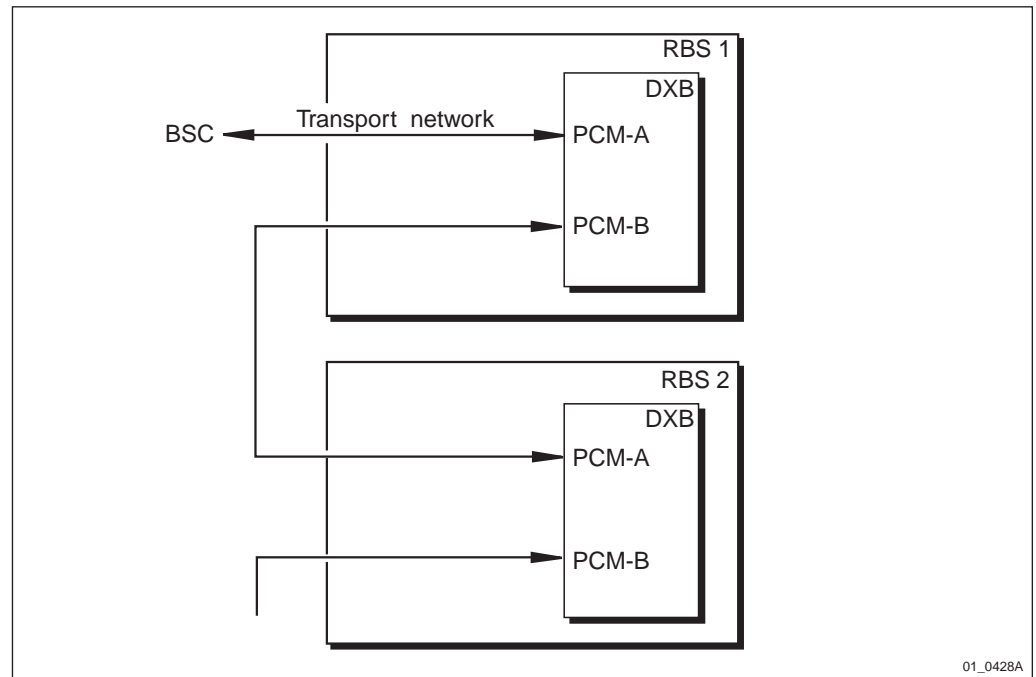 RBS 1
DXB
BSC
Transport network
PCM-A
PCM-B
RBS 2
DXB
PCM-A
PCM-B
01_0428A